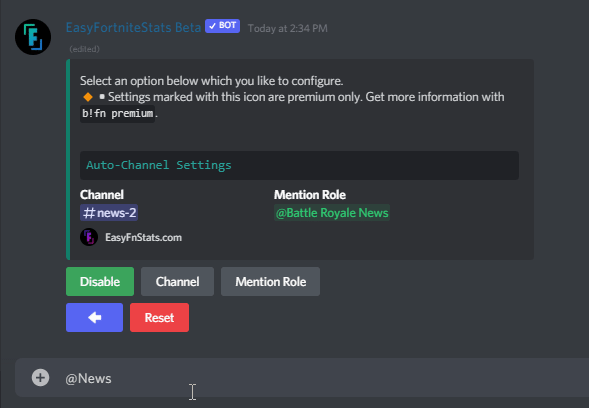 EasyFortniteStats Beta ✓ BOT Today at 2:34 PM
(edited)
Select an option below which you like to configure.
🔸▪Settings marked with this icon are premium only. Get more information with
b!fn premium.
Auto-Channel Settings
Channel Mention Role
#news-2 @Battle Royale News
EasyFnStats.com
Disable Channel Mention Role
Reset
@News